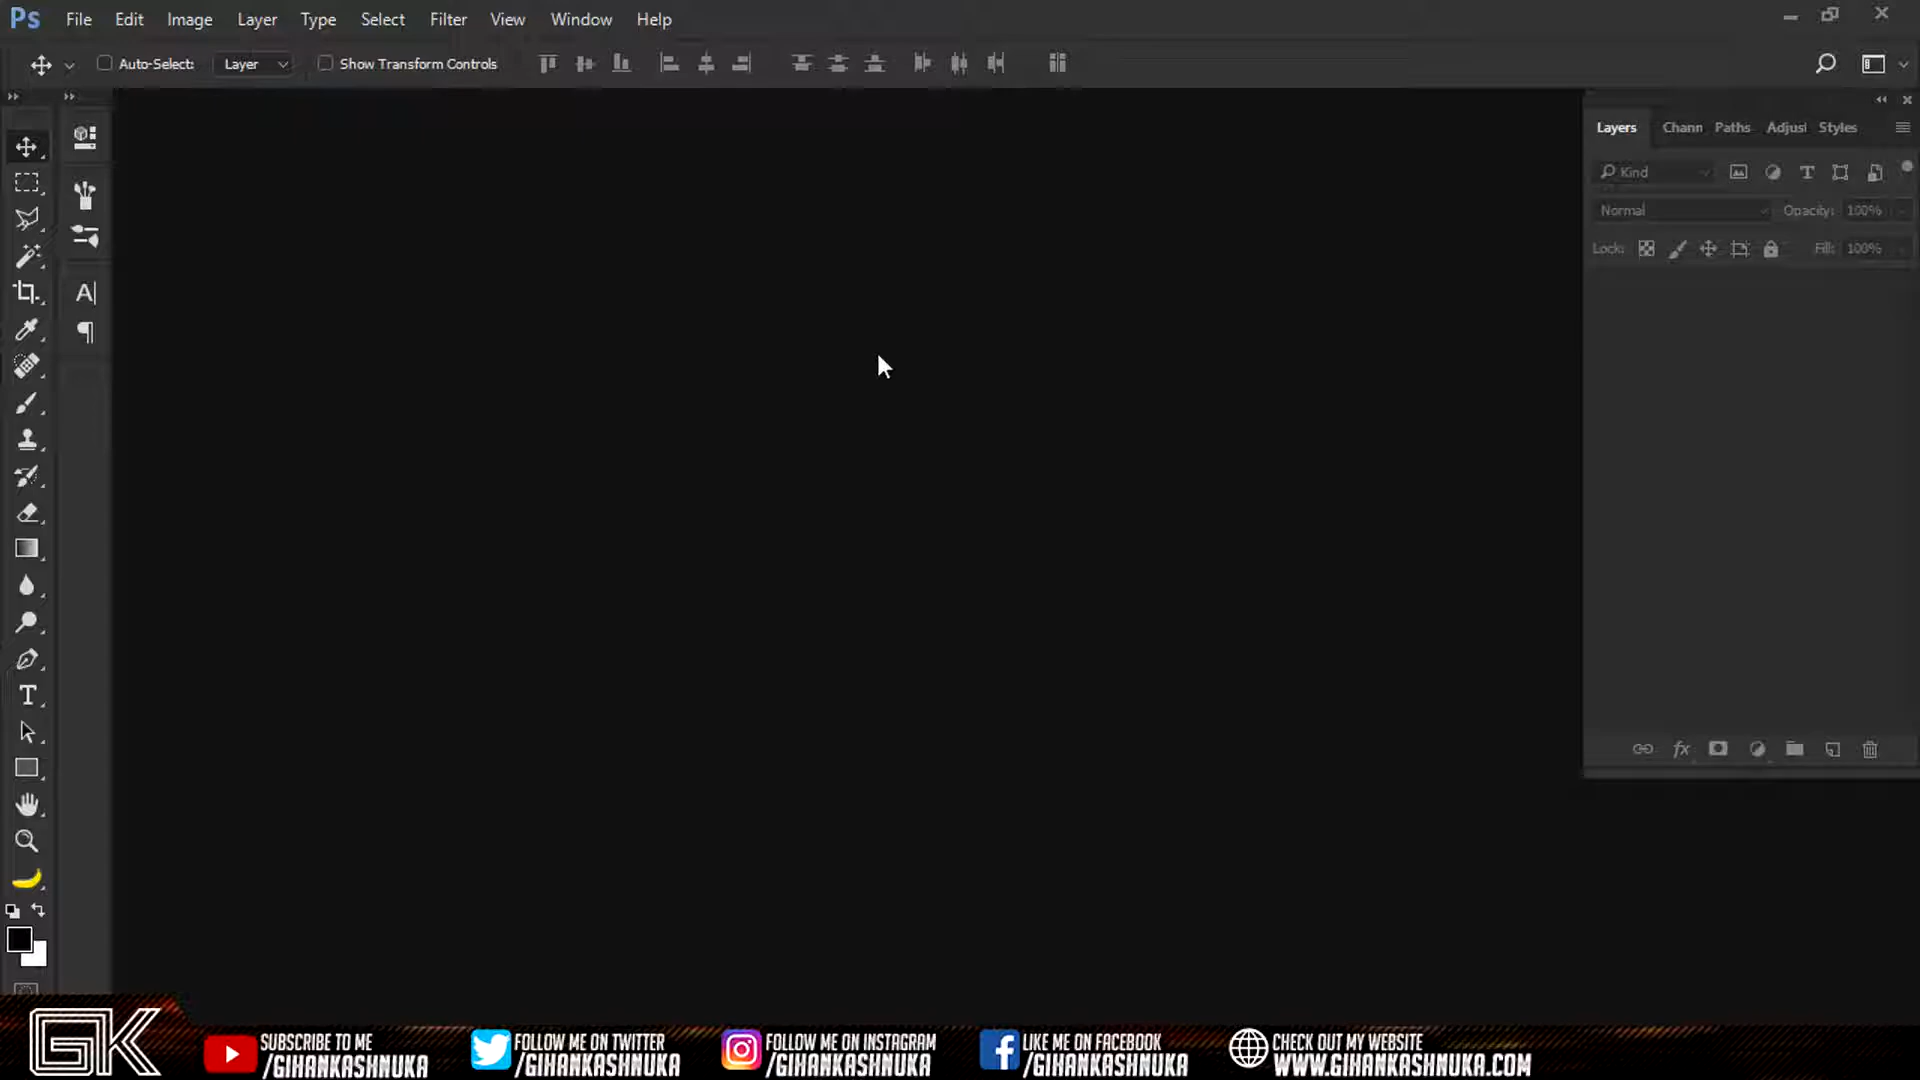 Ps File Edit Image Layer Type Select Filter View Window Help
Auto-Select: Layer Show Transform Controls
Layers Chann Paths Adjusl Styles
Kind
Normal Opacity: 100%
Lock: Fill: 100%
GK
SUBSCRIBE TO ME
/GIHANKASHNUKA
FOLLOW ME ON TWITTER
/GIHANKASHNUKA
FOLLOW ME ON INSTAGRAM
/GIHANKASHNUKA
LIKE ME ON FACEBOOK
/GIHANKASHNUKA
CHECK OUT MY WEBSITE
WWW.GIHANKASHNUKA.COM